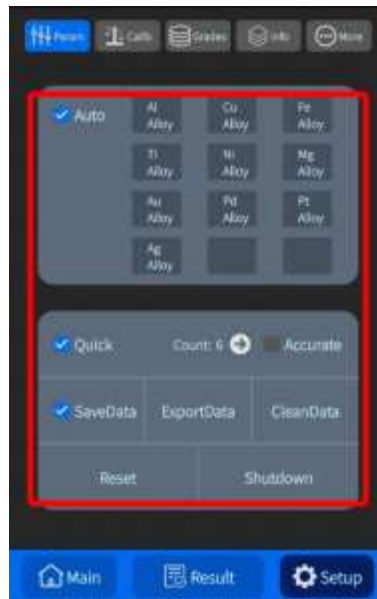 Param Calib Grades Info More
Auto
Al Alloy
Cu Alloy
Fe Alloy
Ti Alloy
Ni Alloy
Mg Alloy
Au Alloy
Pd Alloy
Pt Alloy
Ag Alloy
Quick Count: 6 Accurate
SaveData ExportData CleanData
Reset Shutdown
Main Result Setup